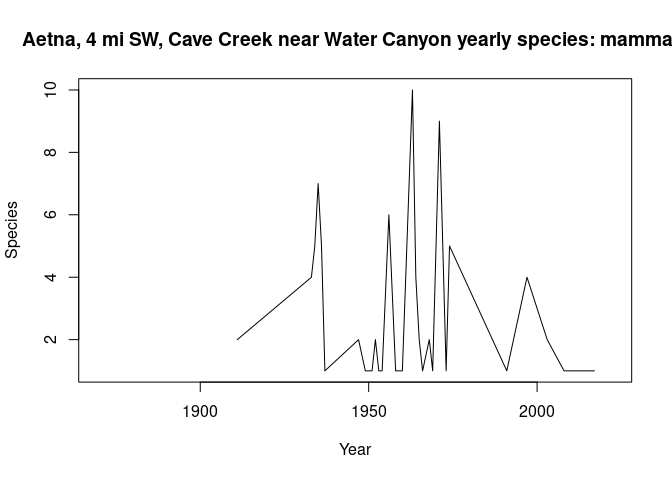 Aetna, 4 mi SW, Cave Creek near Water Canyon yearly species: mamma
10
8
6
4
2
Species
1900 1950 2000
Year